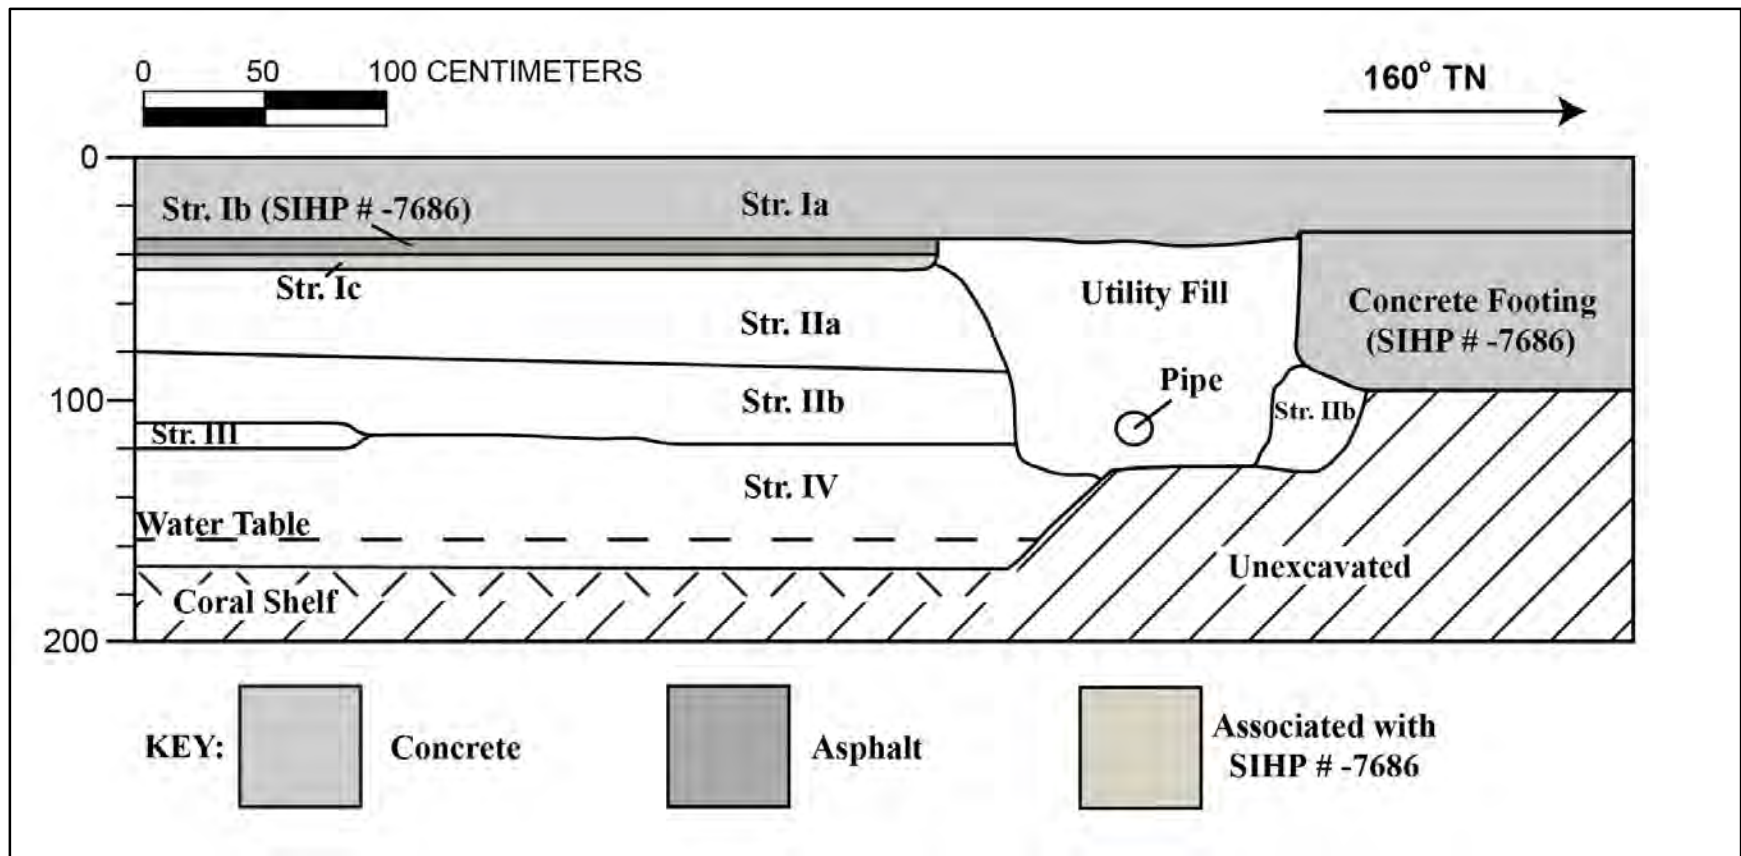 0 50 100 CENTIMETERS
160° TN
0
Str. Ib (SIHP # -7686)
Str. Ia
Str. Ic
Utility Fill
Concrete Footing
(SIHP # -7686)
Str. IIa
Pipe
100
Str. IIb
Str. IIb
Str. III
Str. IV
Water Table
Unexcavated
Coral Shelf
200
KEY:
Concrete
Asphalt
Associated with
SIHP # -7686